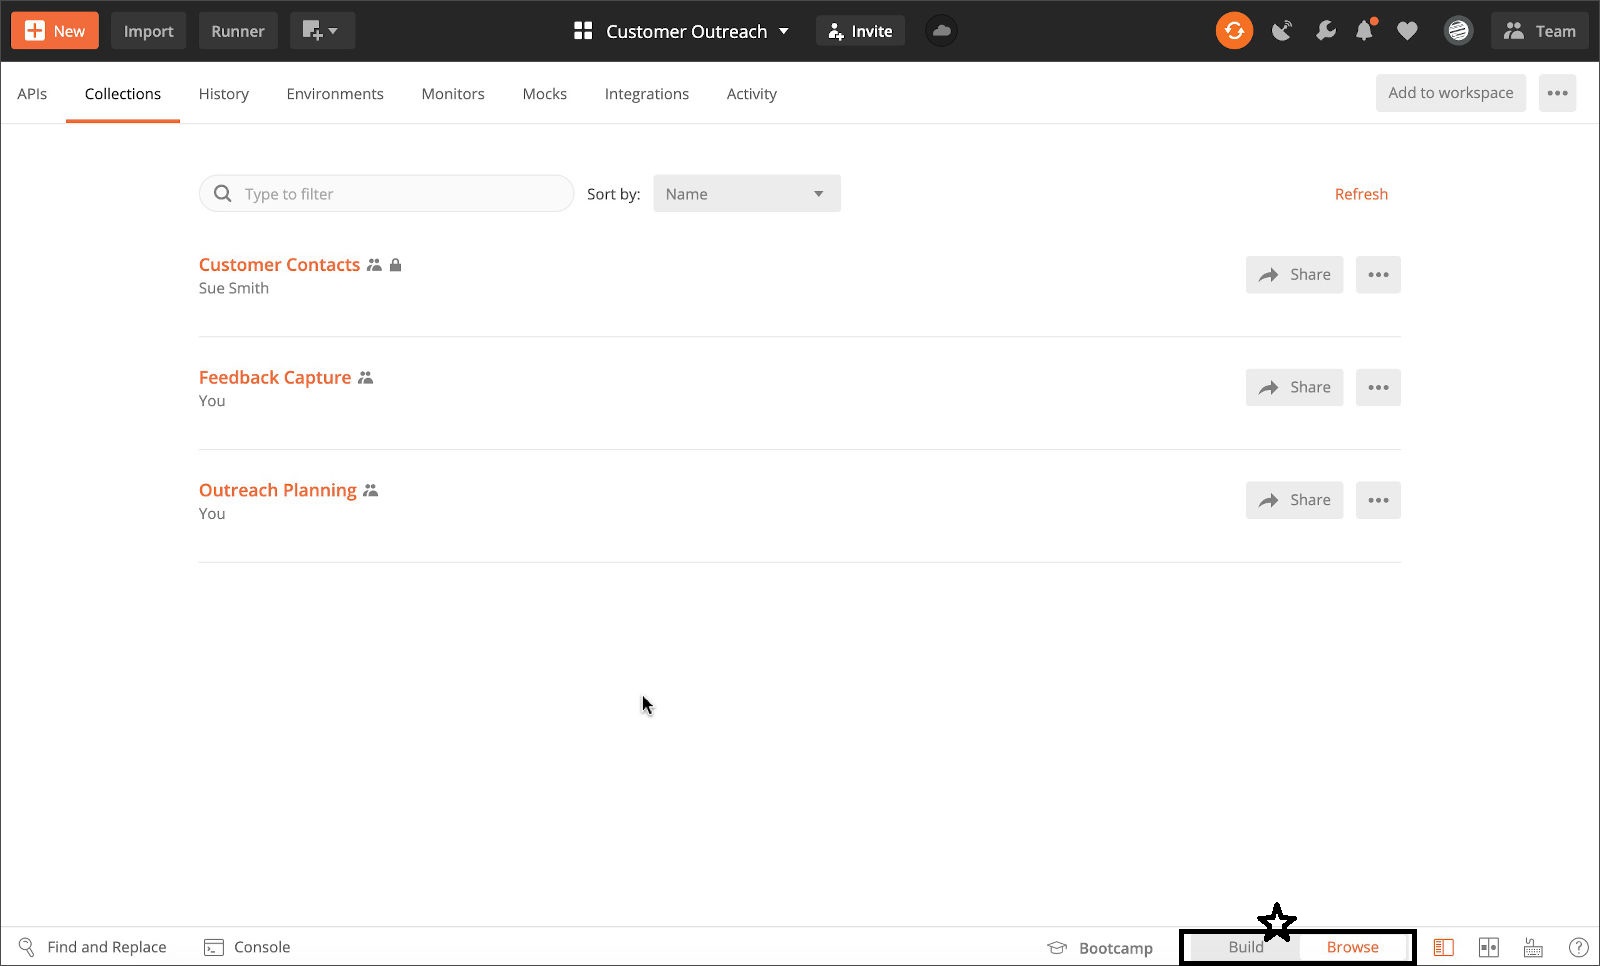 New Import Runner Customer Outreach Invite Team
APIs Collections History Environments Monitors Mocks Integrations Activity Add to workspace
Type to filter Sort by: Name Refresh
Customer Contacts
Sue Smith
Share
Feedback Capture
You
Share
Outreach Planning
You
Share
Find and Replace Console Bootcamp Build Browse